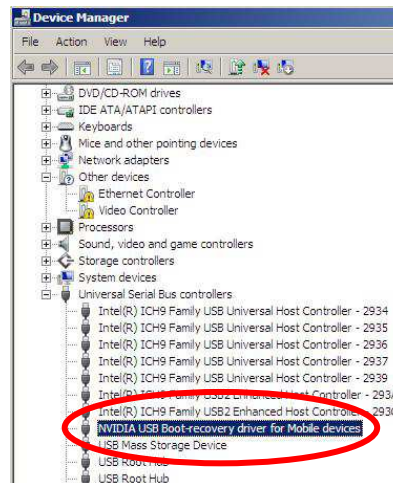 Device Manager
File Action View Help
DVD/CD-ROM drives
IDE ATA/ATAPI controllers
Keyboards
Mice and other pointing devices
Network adapters
Other devices
Ethernet Controller
Video Controller
Processors
Sound, video and game controllers
Storage controllers
System devices
Universal Serial Bus controllers
Intel(R) ICH9 Family USB Universal Host Controller - 2934
Intel(R) ICH9 Family USB Universal Host Controller - 2935
Intel(R) ICH9 Family USB Universal Host Controller - 2936
Intel(R) ICH9 Family USB Universal Host Controller - 2937
Intel(R) ICH9 Family USB Universal Host Controller - 2939
Intel(R) ICH9 Family USB2 Enhanced Host Controller - 293
Intel(R) ICH9 Family USB2 Enhanced Host Controller - 293
NVIDIA USB Boot-recovery driver for Mobile devices
USB Mass Storage Device
USB Root Hub
USB Root Hub